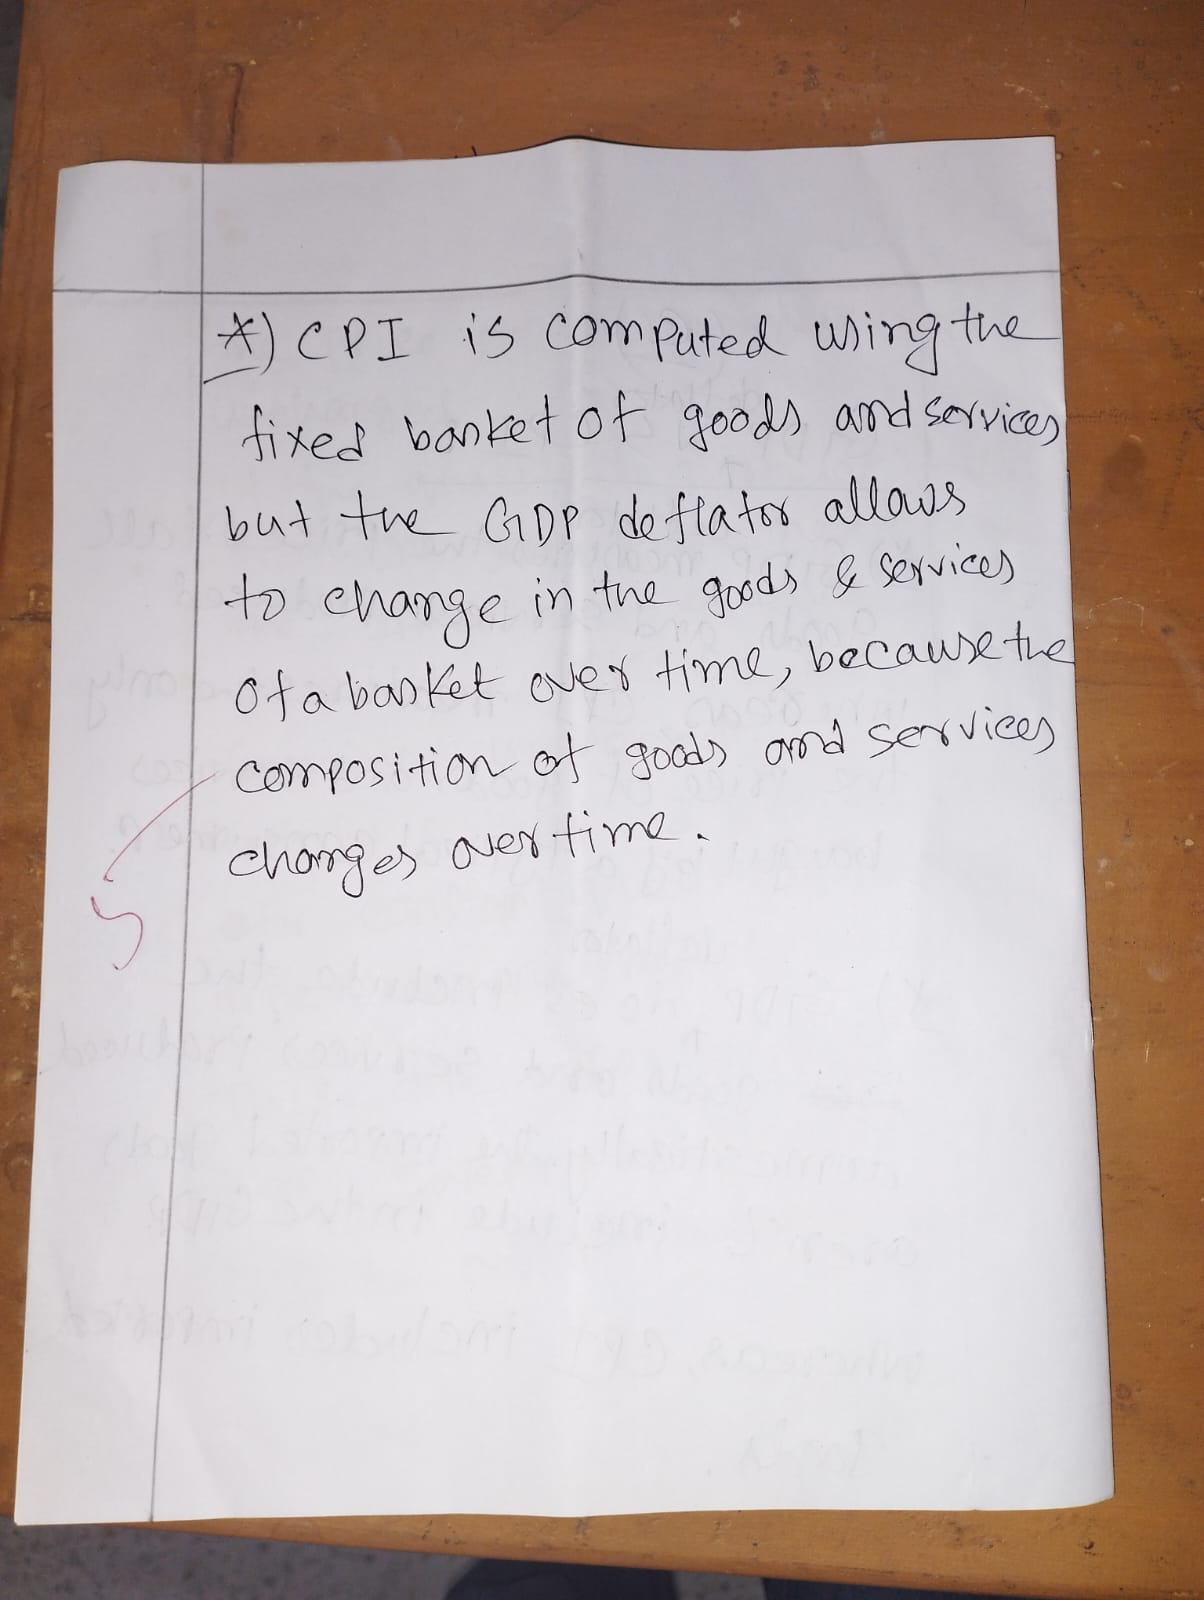 *) CPI is computed using the
fixed basket of goods and services
but the GDP deflator allows
to change in the goods & services
of a basket over time, because the
composition of goods and services
changes over time.
5